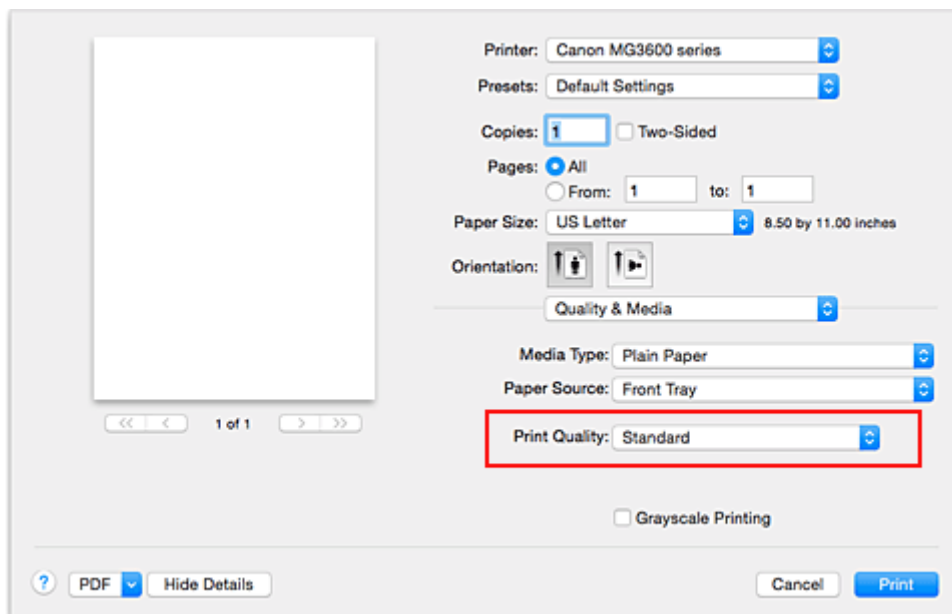 Printer: Canon MG3600 series
Presets: Default Settings
Copies: 1 Two-Sided
Pages: All
From: 1 to: 1
Paper Size: US Letter 8.50 by 11.00 inches
Orientation:
Quality & Media
Media Type: Plain Paper
Paper Source: Front Tray
<< < 1 of 1 > >>
Print Quality: Standard
Grayscale Printing
? PDF Hide Details Cancel Print